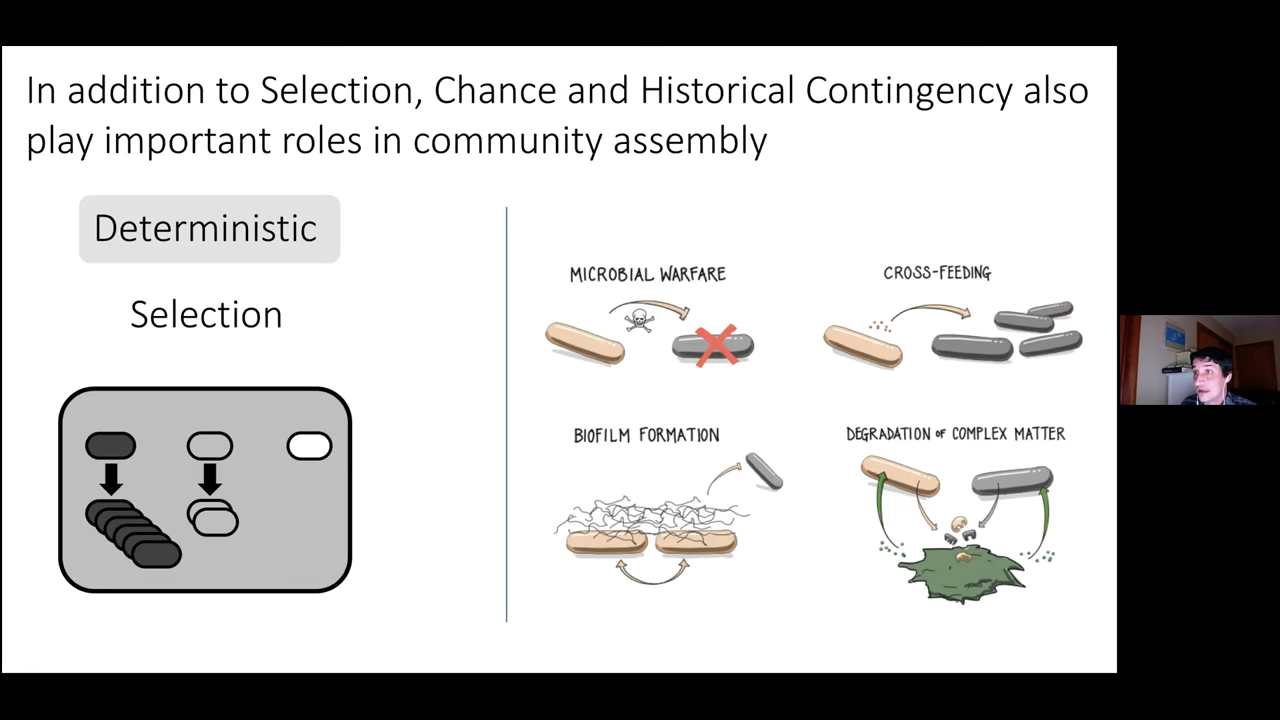 In addition to Selection, Chance and Historical Contingency also
play important roles in community assembly
Deterministic
Selection
MICROBIAL WARFARE
CROSS-FEEDING
BIOFILM FORMATION
DEGRADATION OF COMPLEX MATTER